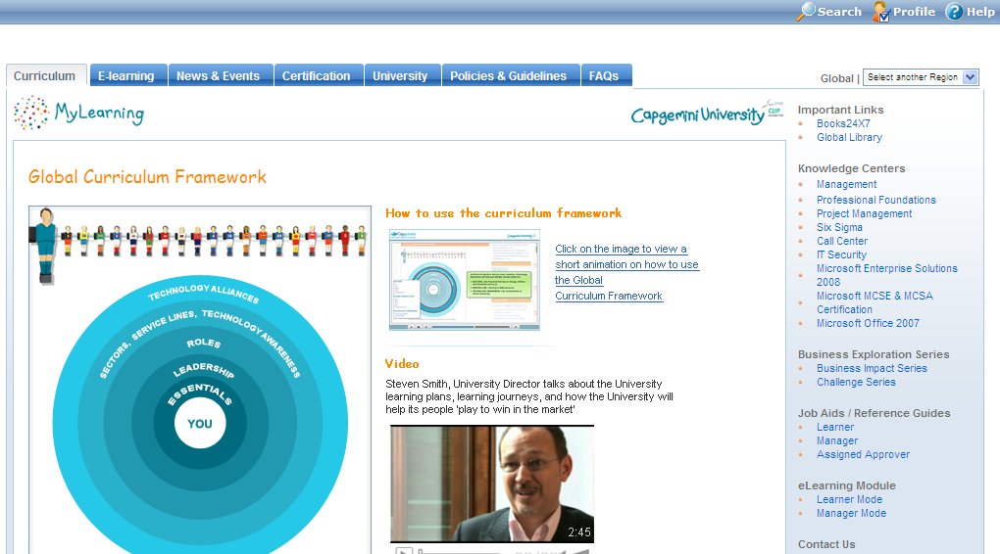 Search Profile Help
Curriculum E-learning News & Events Certification University Policies & Guidelines FAQs
Global | Select another Region
MyLearning
Capgemini University
CUP
Global Curriculum Framework
TECHNOLOGY ALLIANCES
SECTORS, SERVICE LINES, TECHNOLOGY AWARENESS
ROLES
LEADERSHIP
ESSENTIALS
YOU
How to use the curriculum framework
Click on the image to view a
short animation on how to use
the Global
Curriculum Framework
Video
Steven Smith, University Director talks about the University
learning plans, learning journeys, and how the University will
help its people 'play to win in the market'
2:45
Important Links
Books24X7
Global Library
Knowledge Centers
Management
Professional Foundations
Project Management
Six Sigma
Call Center
IT Security
Microsoft Enterprise Solutions
2008
Microsoft MCSE & MCSA
Certification
Microsoft Office 2007
Business Exploration Series
Business Impact Series
Challenge Series
Job Aids / Reference Guides
Learner
Manager
Assigned Approver
eLearning Module
Learner Mode
Manager Mode
Contact Us